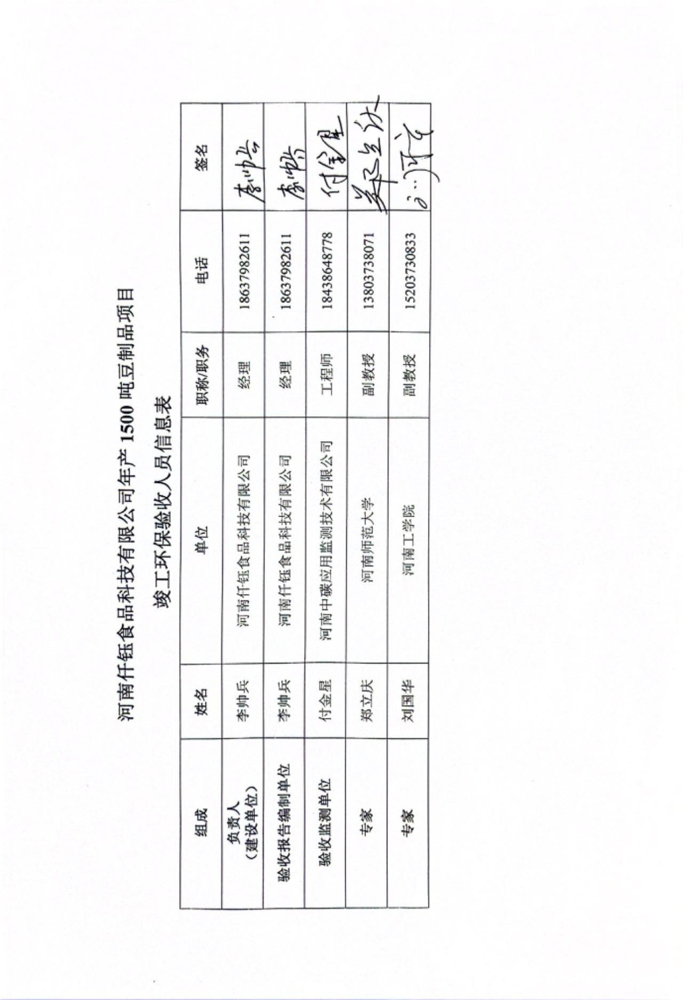 河南仟钰食品科技有限公司年产 1500 吨豆制品项目
竣工环保验收人员信息表
组成 姓名 单位 职称/职务 电话 签名
负责人
（建设单位） 李帅兵 河南仟钰食品科技有限公司 经理 18637982611 李帅兵
验收报告编制单位 李帅兵 河南仟钰食品科技有限公司 经理 18637982611 李帅兵
验收监测单位 付金星 河南中碳应用监测技术有限公司 工程师 18438648778 付金星
专家 郑立庆 河南师范大学 副教授 13803738071 郑立庆
专家 刘国华 河南工学院 副教授 15203730833